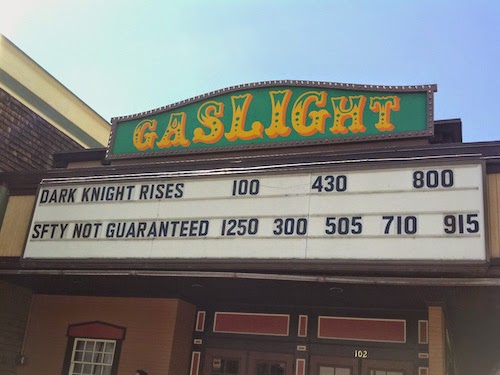 GASLIGHT
DARK KNIGHT RISES 100 430 800
SFTY NOT GUARANTEED 1250 300 505 710 915
102